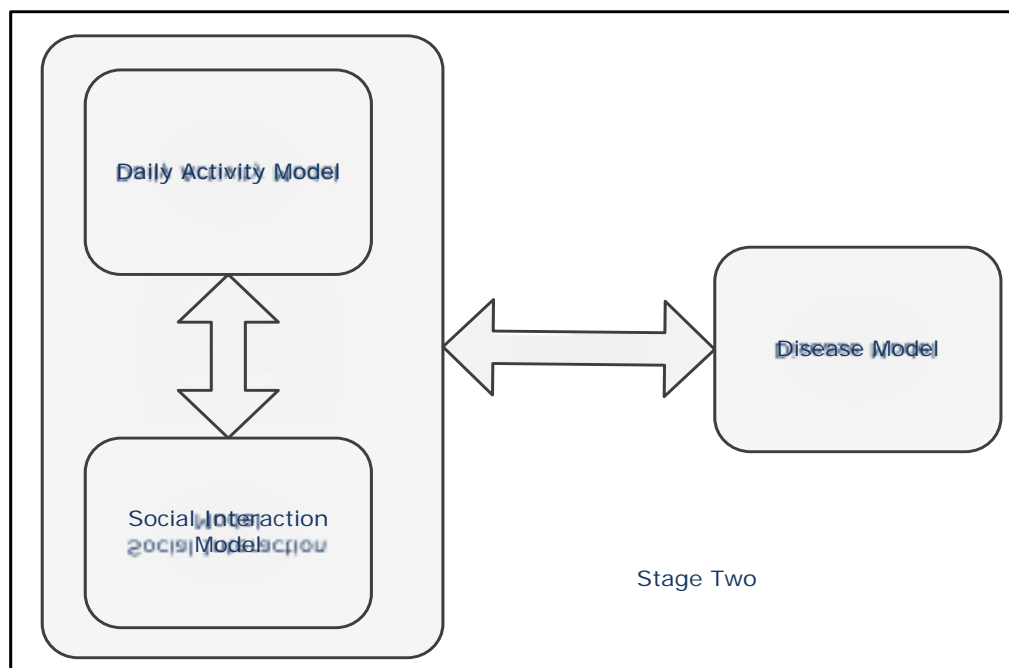 Daily Activity Model
Disease Model
Social Interaction
Model
Stage Two